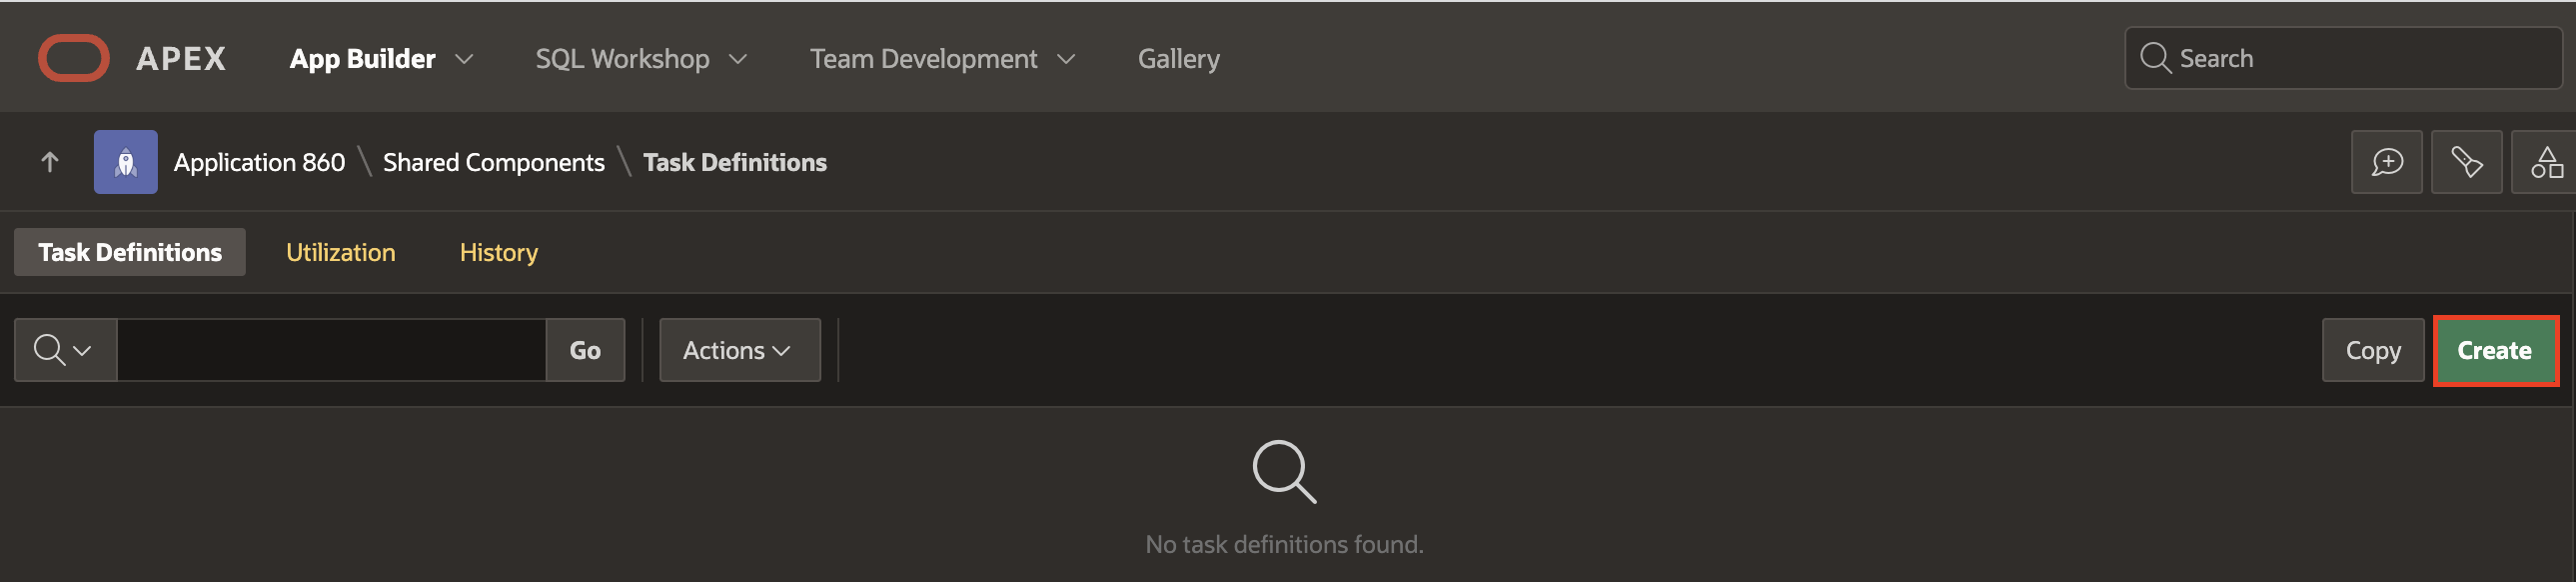 APEX App Builder SQL Workshop Team Development Gallery Search
Application 860 \ Shared Components \ Task Definitions
Task Definitions Utilization History
Go Actions Copy Create
No task definitions found.